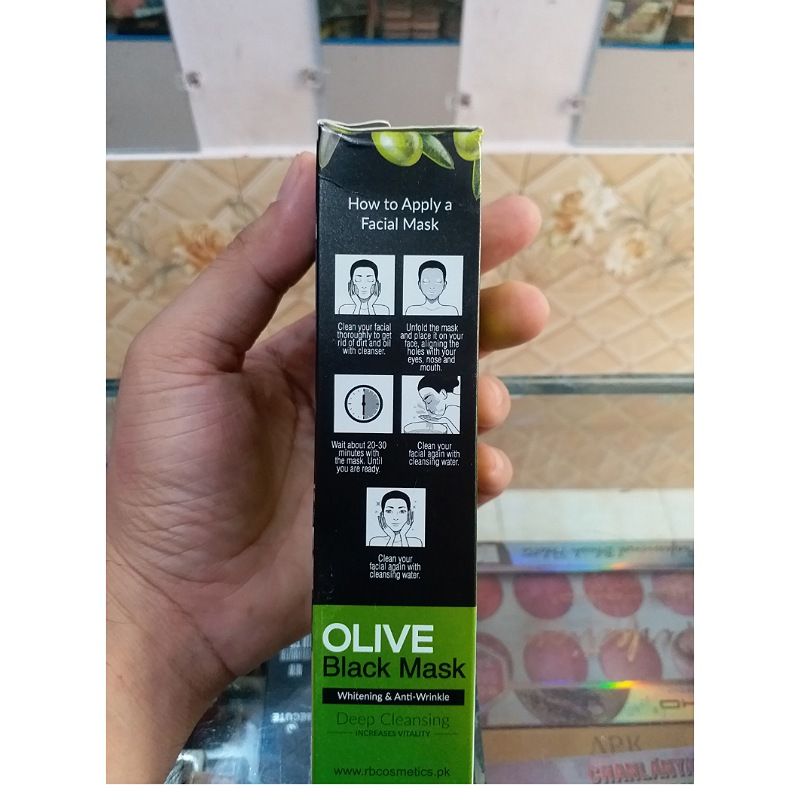 How to Apply a
Facial Mask
Clean your facial
thoroughly to get
rid of dirt and oil
with cleanser.
Unfold the mask
and place it on your
face, aligning the
holes with your
eyes, nose and
mouth.
Wait about 20-30
minutes with
the mask. Until
you are ready.
Clean your
facial again with
cleansing water.
Clean your
facial again with
cleansing water.
OLIVE
Black Mask
Whitening & Anti-Wrinkle
Deep Cleansing
INCREASES VITALITY
www.rbcosmetics.pk